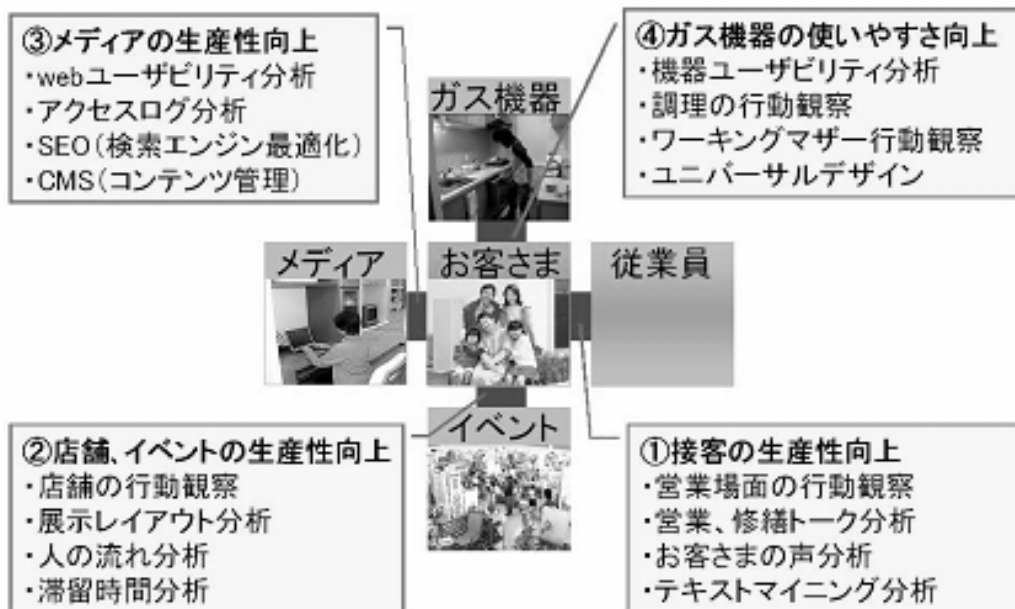 ③メディアの生産性向上
・webユーザビリティ分析
・アクセスログ分析
・SEO(検索エンジン最適化)
・CMS(コンテンツ管理)
④ガス機器の使いやすさ向上
・機器ユーザビリティ分析
・調理の行動観察
・ワーキングマザー行動観察
・ユニバーサルデザイン
ガス機器
メディア
お客さま
従業員
イベント
②店舗、イベントの生産性向上
・店舗の行動観察
・展示レイアウト分析
・人の流れ分析
・滞留時間分析
①接客の生産性向上
・営業場面の行動観察
・営業、修繕トーク分析
・お客さまの声分析
・テキストマイニング分析